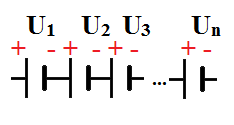 U1 U2 U3 Un
+ - + - + - + -
...